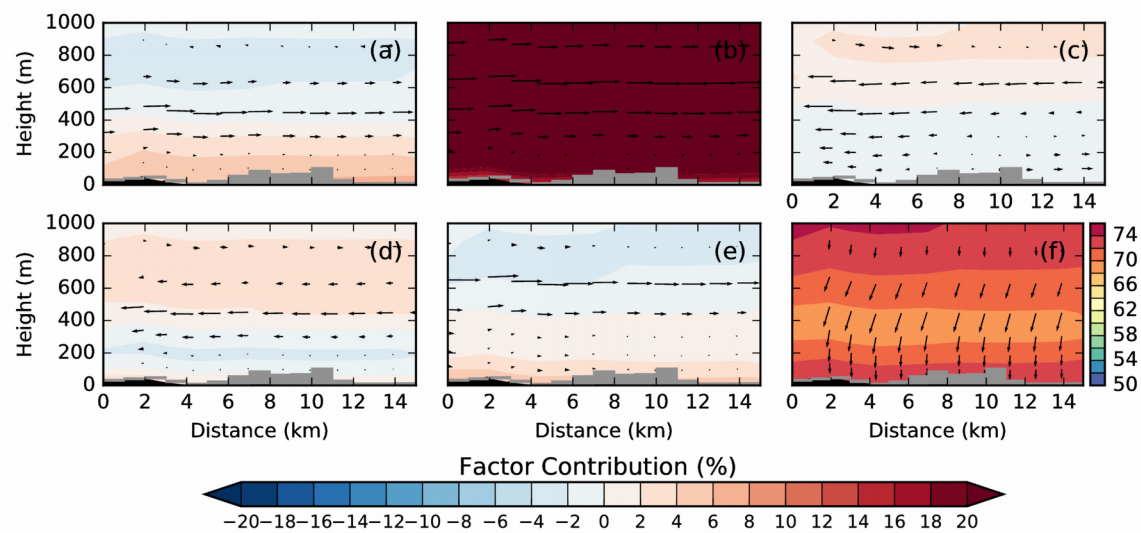 1000
800
600
400
200
0
Height (m)
(a)
(b)
(c)
0 2 4 6 8 10 12 14
1000
800
600
400
200
0
Height (m)
(d)
(e)
(f)
74
70
66
62
58
54
50
0 2 4 6 8 10 12 14
0 2 4 6 8 10 12 14
0 2 4 6 8 10 12 14
Distance (km)
Distance (km)
Distance (km)
Factor Contribution (%)
−20 −18 −16 −14 −12 −10 −8 −6 −4 −2 0 2 4 6 8 10 12 14 16 18 20